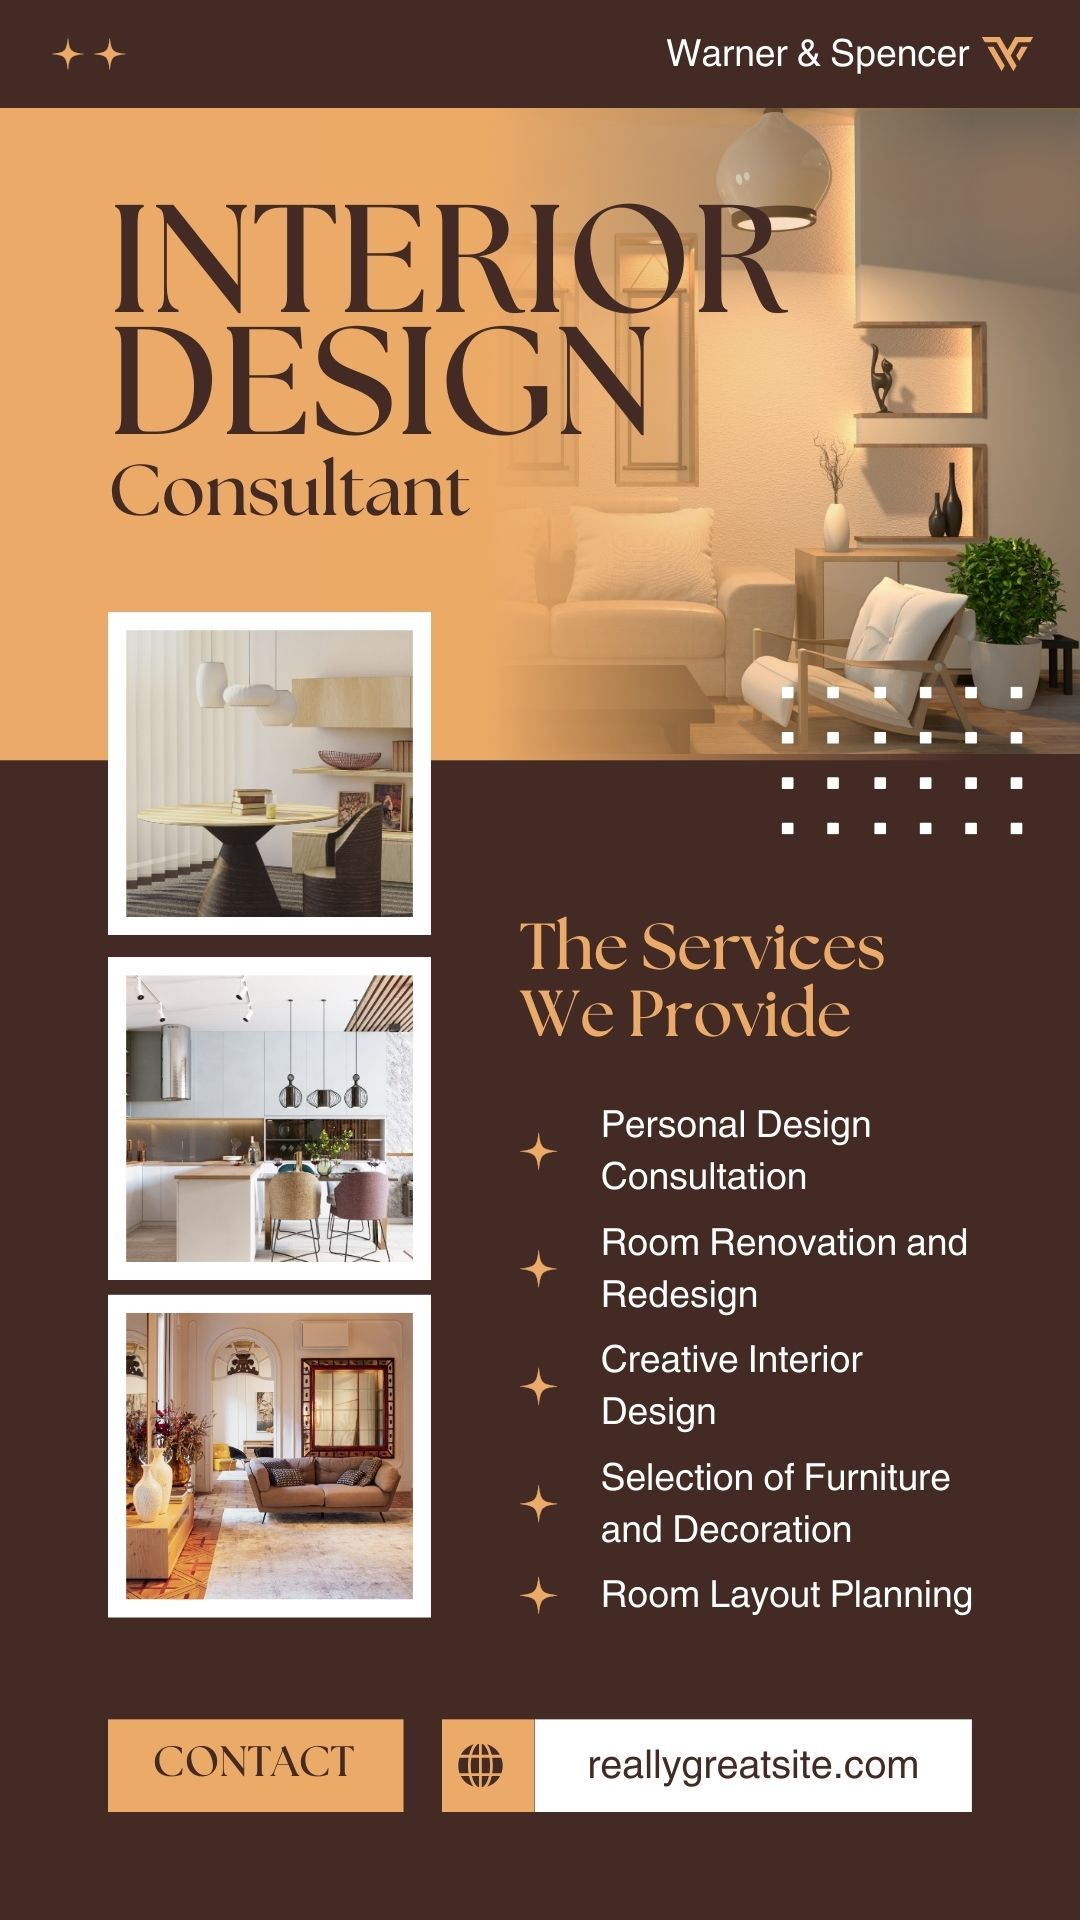 Warner & Spencer
INTERIOR
DESIGN
Consultant
The Services
We Provide
Personal Design
Consultation
Room Renovation and
Redesign
Creative Interior
Design
Selection of Furniture
and Decoration
Room Layout Planning
CONTACT
reallygreatsite.com